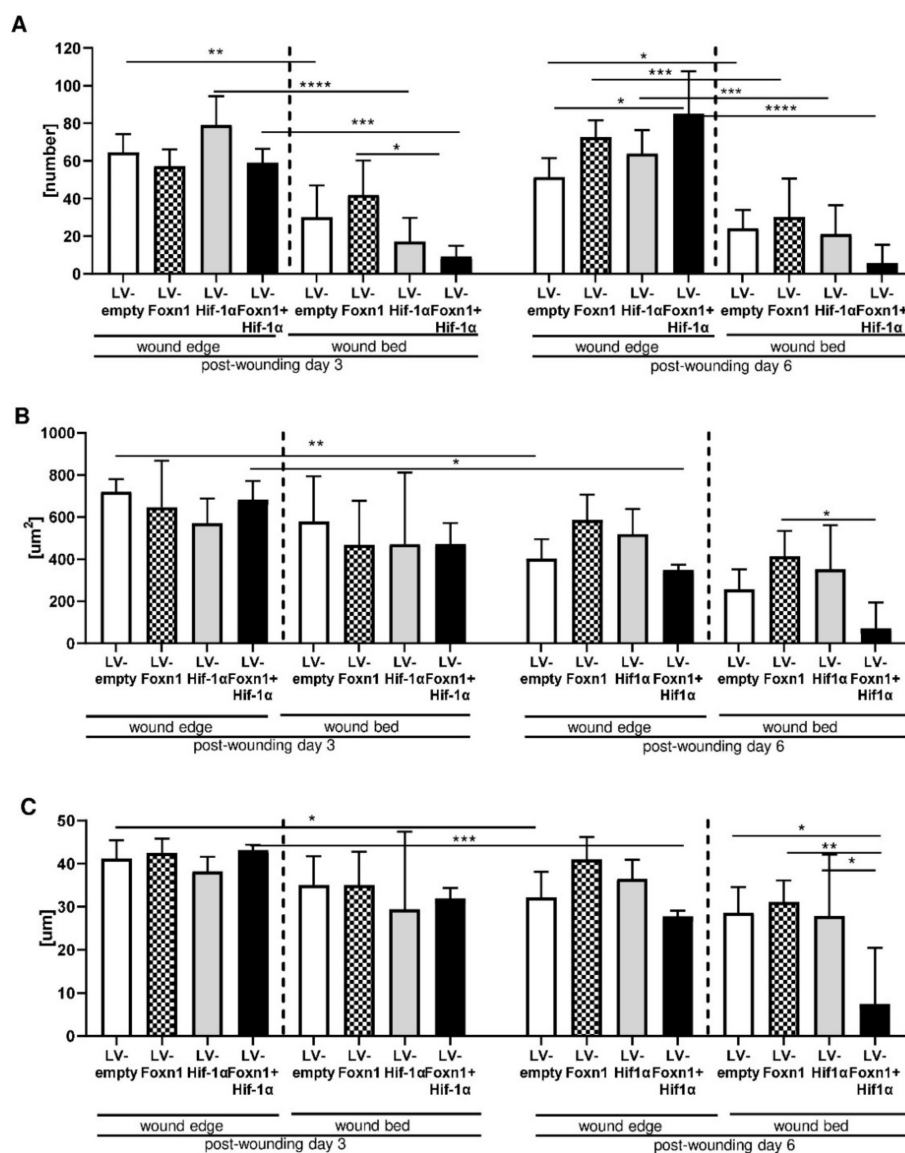 A
120
100
80
60
40
20
0
[number]
** **** *** * * *** * *** ****
LV- LV- LV- LV- LV- LV- LV- LV- LV- LV- LV- LV- LV- LV- LV- LV-
empty Foxn1 Hif-1α Foxn1+ empty Foxn1 Hif-1α Foxn1+ empty Foxn1 Hif-1α Foxn1+ empty Foxn1 Hif-1α Foxn1+
Hif-1α Hif-1α Hif-1α Hif-1α
wound edge wound bed wound edge wound bed
post-wounding day 3 post-wounding day 6
B
1000
800
600
400
200
0
[um²]
** * *
LV- LV- LV- LV- LV- LV- LV- LV- LV- LV- LV- LV- LV- LV- LV- LV-
empty Foxn1 Hif-1α Foxn1+ empty Foxn1 Hif-1α Foxn1+ empty Foxn1 Hif1α Foxn1+ empty Foxn1 Hif1α Foxn1+
Hif-1α Hif-1α Hif1α Hif1α
wound edge wound bed wound edge wound bed
post-wounding day 3 post-wounding day 6
C
50
40
30
20
10
0
[um]
* *** * ** *
LV- LV- LV- LV- LV- LV- LV- LV- LV- LV- LV- LV- LV- LV- LV- LV-
empty Foxn1 Hif-1α Foxn1+ empty Foxn1 Hif-1α Foxn1+ empty Foxn1 Hif1α Foxn1+ empty Foxn1 Hif1α Foxn1+
Hif-1α Hif-1α Hif1α Hif1α
wound edge wound bed wound edge wound bed
post-wounding day 3 post-wounding day 6